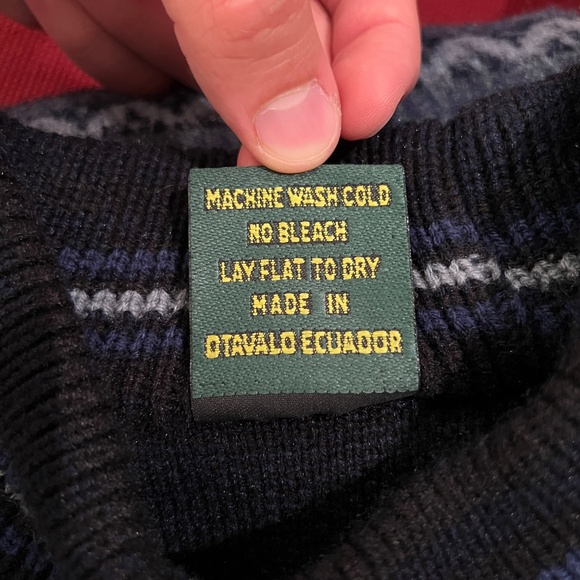 MACHINE WASH COLD
NO BLEACH
LAY FLAT TO DRY
MADE IN
OTAVALO ECUADOR